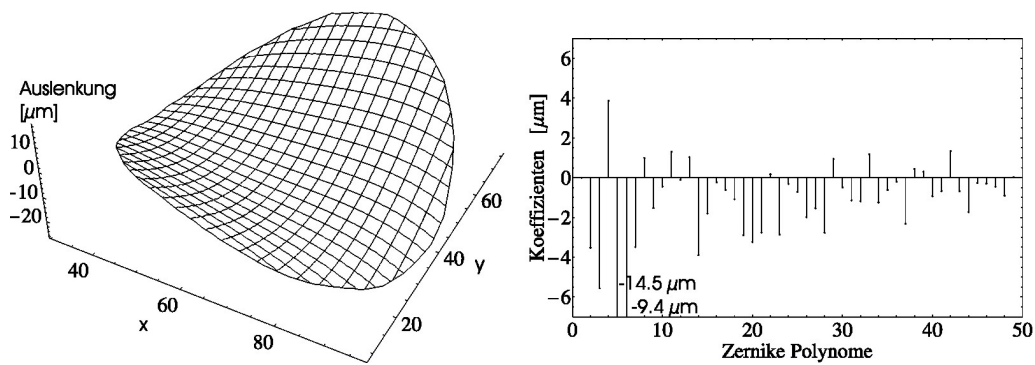 Auslenkung
[µm]
10
0
-10
-20
40
60
80
x
20
40
60
y
Koeffizienten [µm]
6
4
2
0
-2
-4
-6
-14.5 µm
-9.4 µm
0 10 20 30 40 50
Zernike Polynome